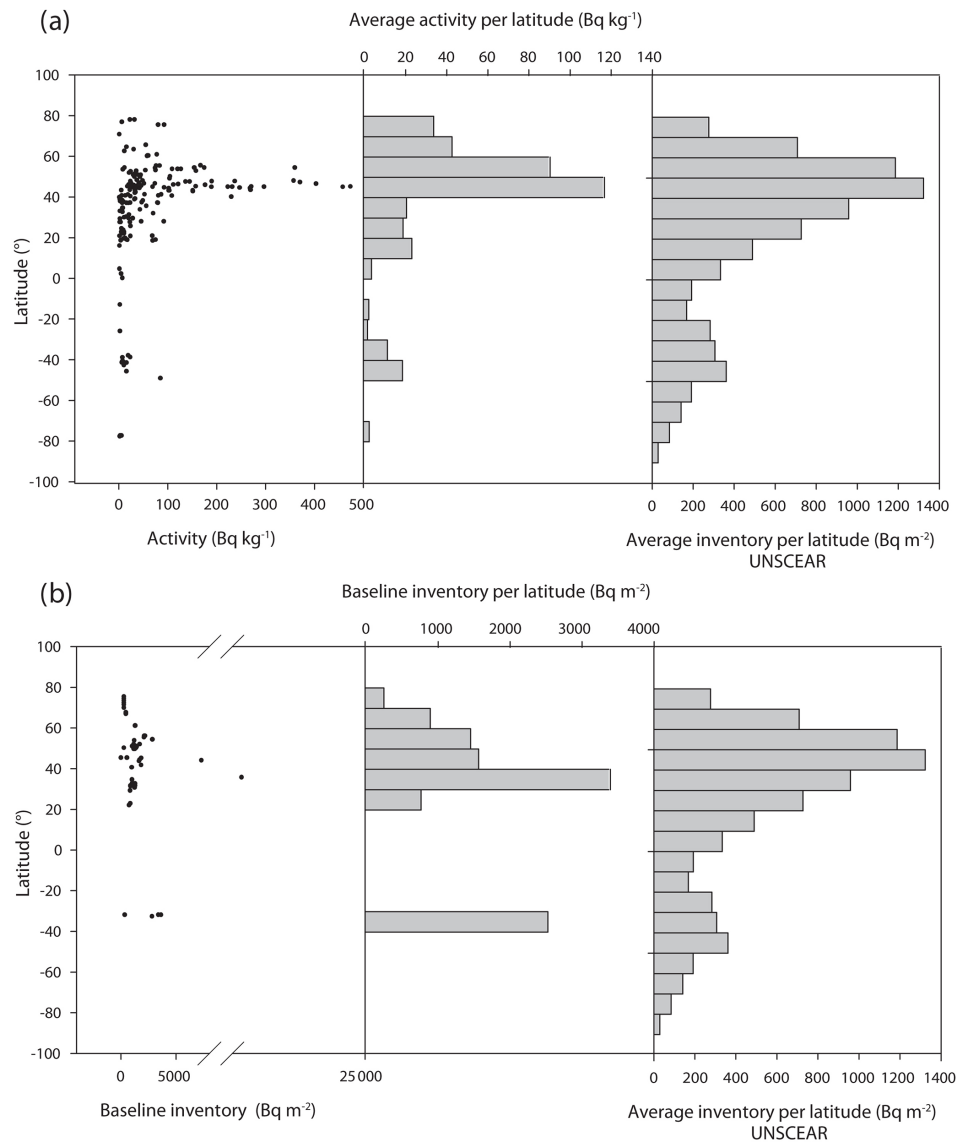 (a)
Average activity per latitude (Bq kg⁻¹)
0 20 40 60 80 100 120 140
100
80
60
40
20
0
-20
-40
-60
-80
-100
Latitude (°)
0 100 200 300 400 500
Activity (Bq kg⁻¹)
0 200 400 600 800 1000 1200 1400
Average inventory per latitude (Bq m⁻²)
UNSCEAR
(b)
Baseline inventory per latitude (Bq m⁻²)
0 1000 2000 3000 4000
100
80
60
40
20
0
-20
-40
-60
-80
-100
Latitude (°)
0 5000 25000
Baseline inventory (Bq m⁻²)
0 200 400 600 800 1000 1200 1400
Average inventory per latitude (Bq m⁻²)
UNSCEAR